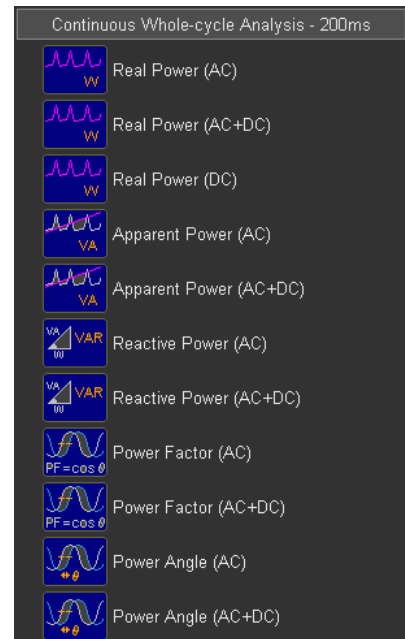 Continuous Whole-cycle Analysis - 200ms
W Real Power (AC)
W Real Power (AC+DC)
W Real Power (DC)
VA Apparent Power (AC)
VA Apparent Power (AC+DC)
VA VAR W Reactive Power (AC)
VA VAR W Reactive Power (AC+DC)
PF=cos θ Power Factor (AC)
PF=cos θ Power Factor (AC+DC)
θ Power Angle (AC)
θ Power Angle (AC+DC)